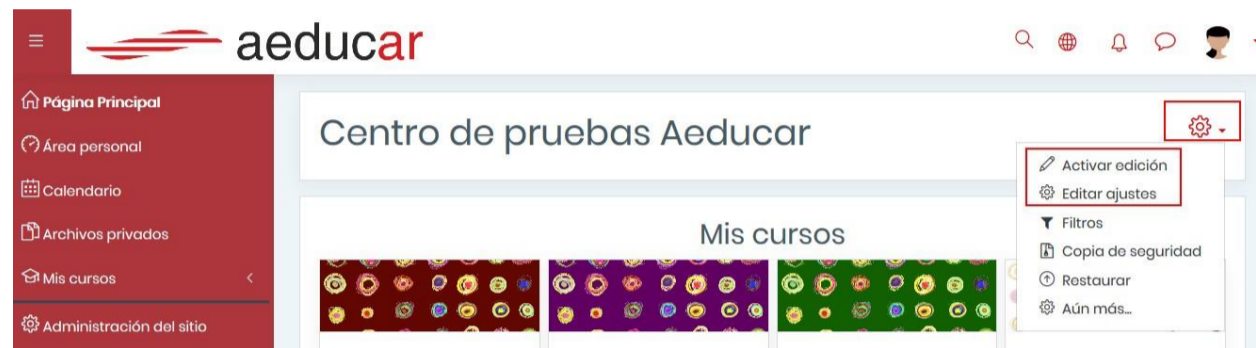 aeducar
Página Principal
Área personal
Calendario
Archivos privados
Mis cursos
Administración del sitio
Centro de pruebas Aeducar
Activar edición
Editar ajustes
Filtros
Copia de seguridad
Restaurar
Aún más...
Mis cursos